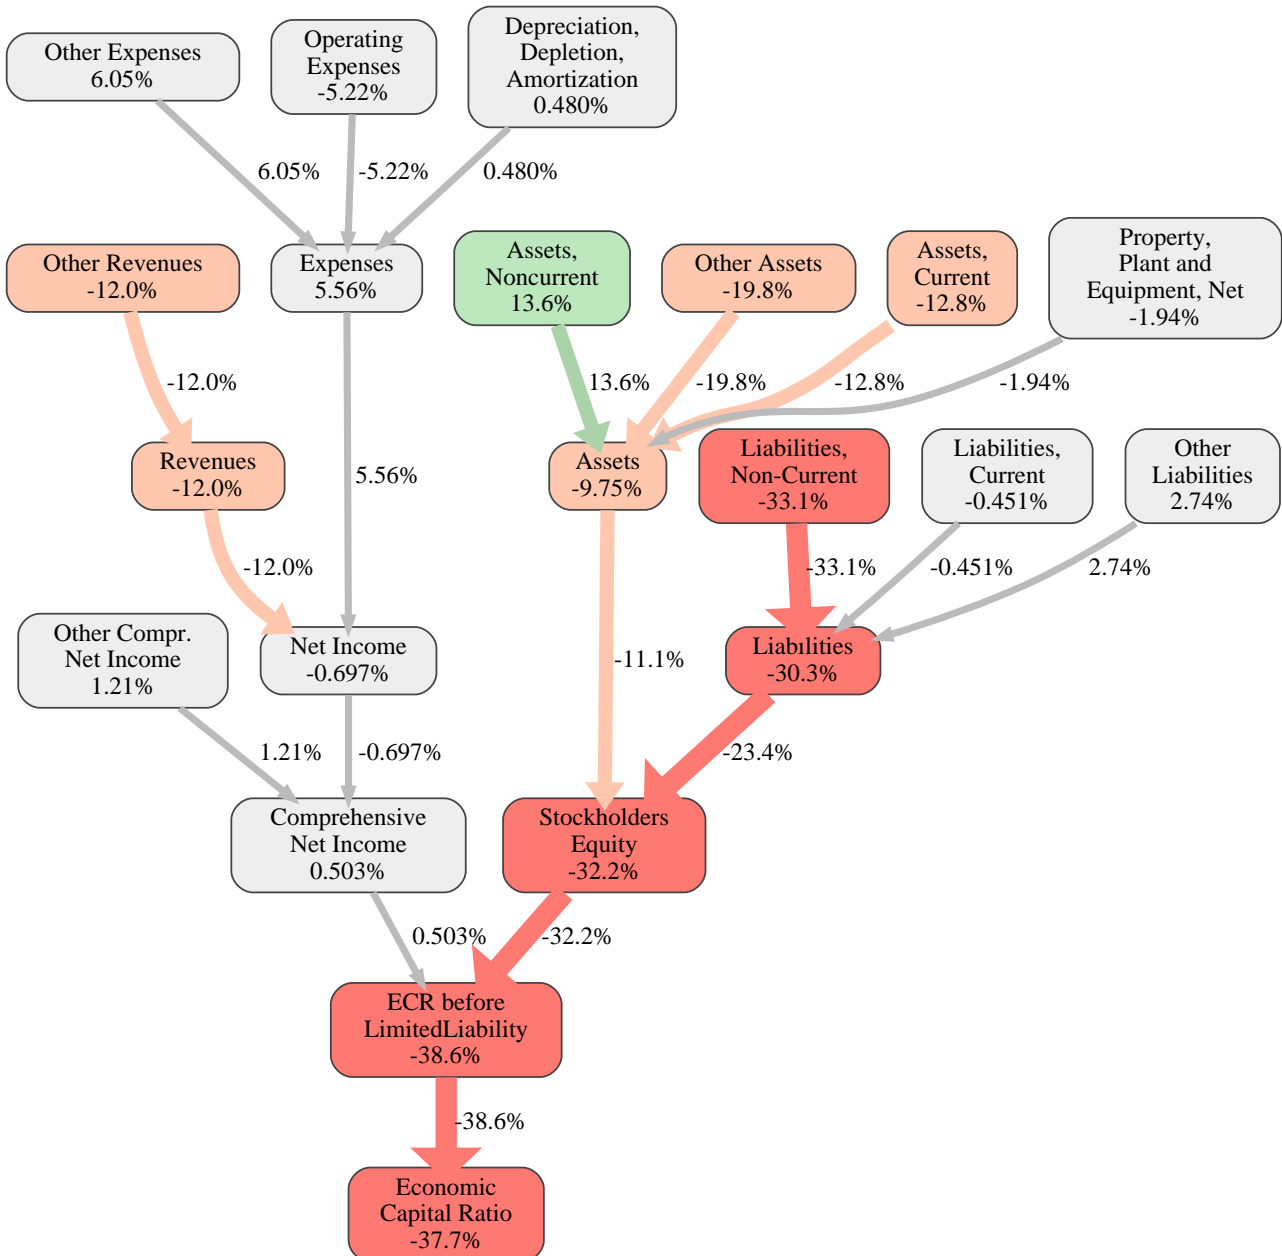 Other Expenses
6.05%
Operating
Expenses
-5.22%
Depreciation,
Depletion,
Amortization
0.480%
6.05%
-5.22%
0.480%
Other Revenues
-12.0%
Expenses
5.56%
Assets,
Noncurrent
13.6%
Other Assets
-19.8%
Assets,
Current
-12.8%
Property,
Plant and
Equipment, Net
-1.94%
-12.0%
13.6%
-19.8%
-12.8%
-1.94%
Revenues
-12.0%
5.56%
Assets
-9.75%
Liabilities,
Non-Current
-33.1%
Liabilities,
Current
-0.451%
Other
Liabilities
2.74%
-12.0%
-33.1%
-0.451%
2.74%
Other Compr.
Net Income
1.21%
Net Income
-0.697%
-11.1%
Liabilities
-30.3%
1.21%
-0.697%
-23.4%
Comprehensive
Net Income
0.503%
Stockholders
Equity
-32.2%
0.503%
-32.2%
ECR before
LimitedLiability
-38.6%
-38.6%
Economic
Capital Ratio
-37.7%